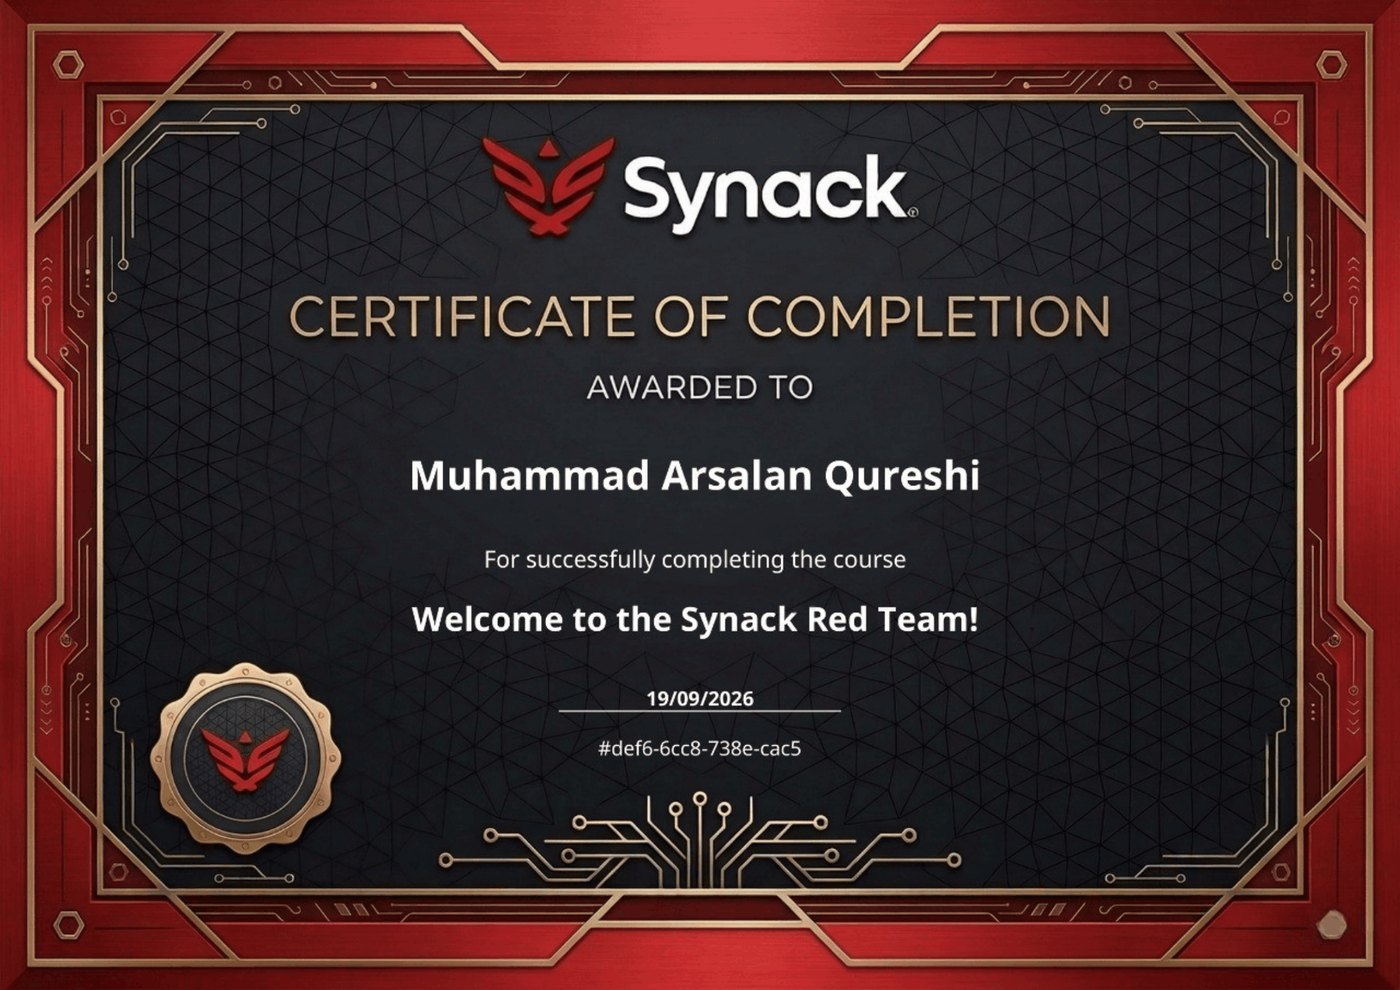 Synack
CERTIFICATE OF COMPLETION
AWARDED TO
Muhammad Arsalan Qureshi
For successfully completing the course
Welcome to the Synack Red Team!
19/09/2026
#def6-6cc8-738e-cac5